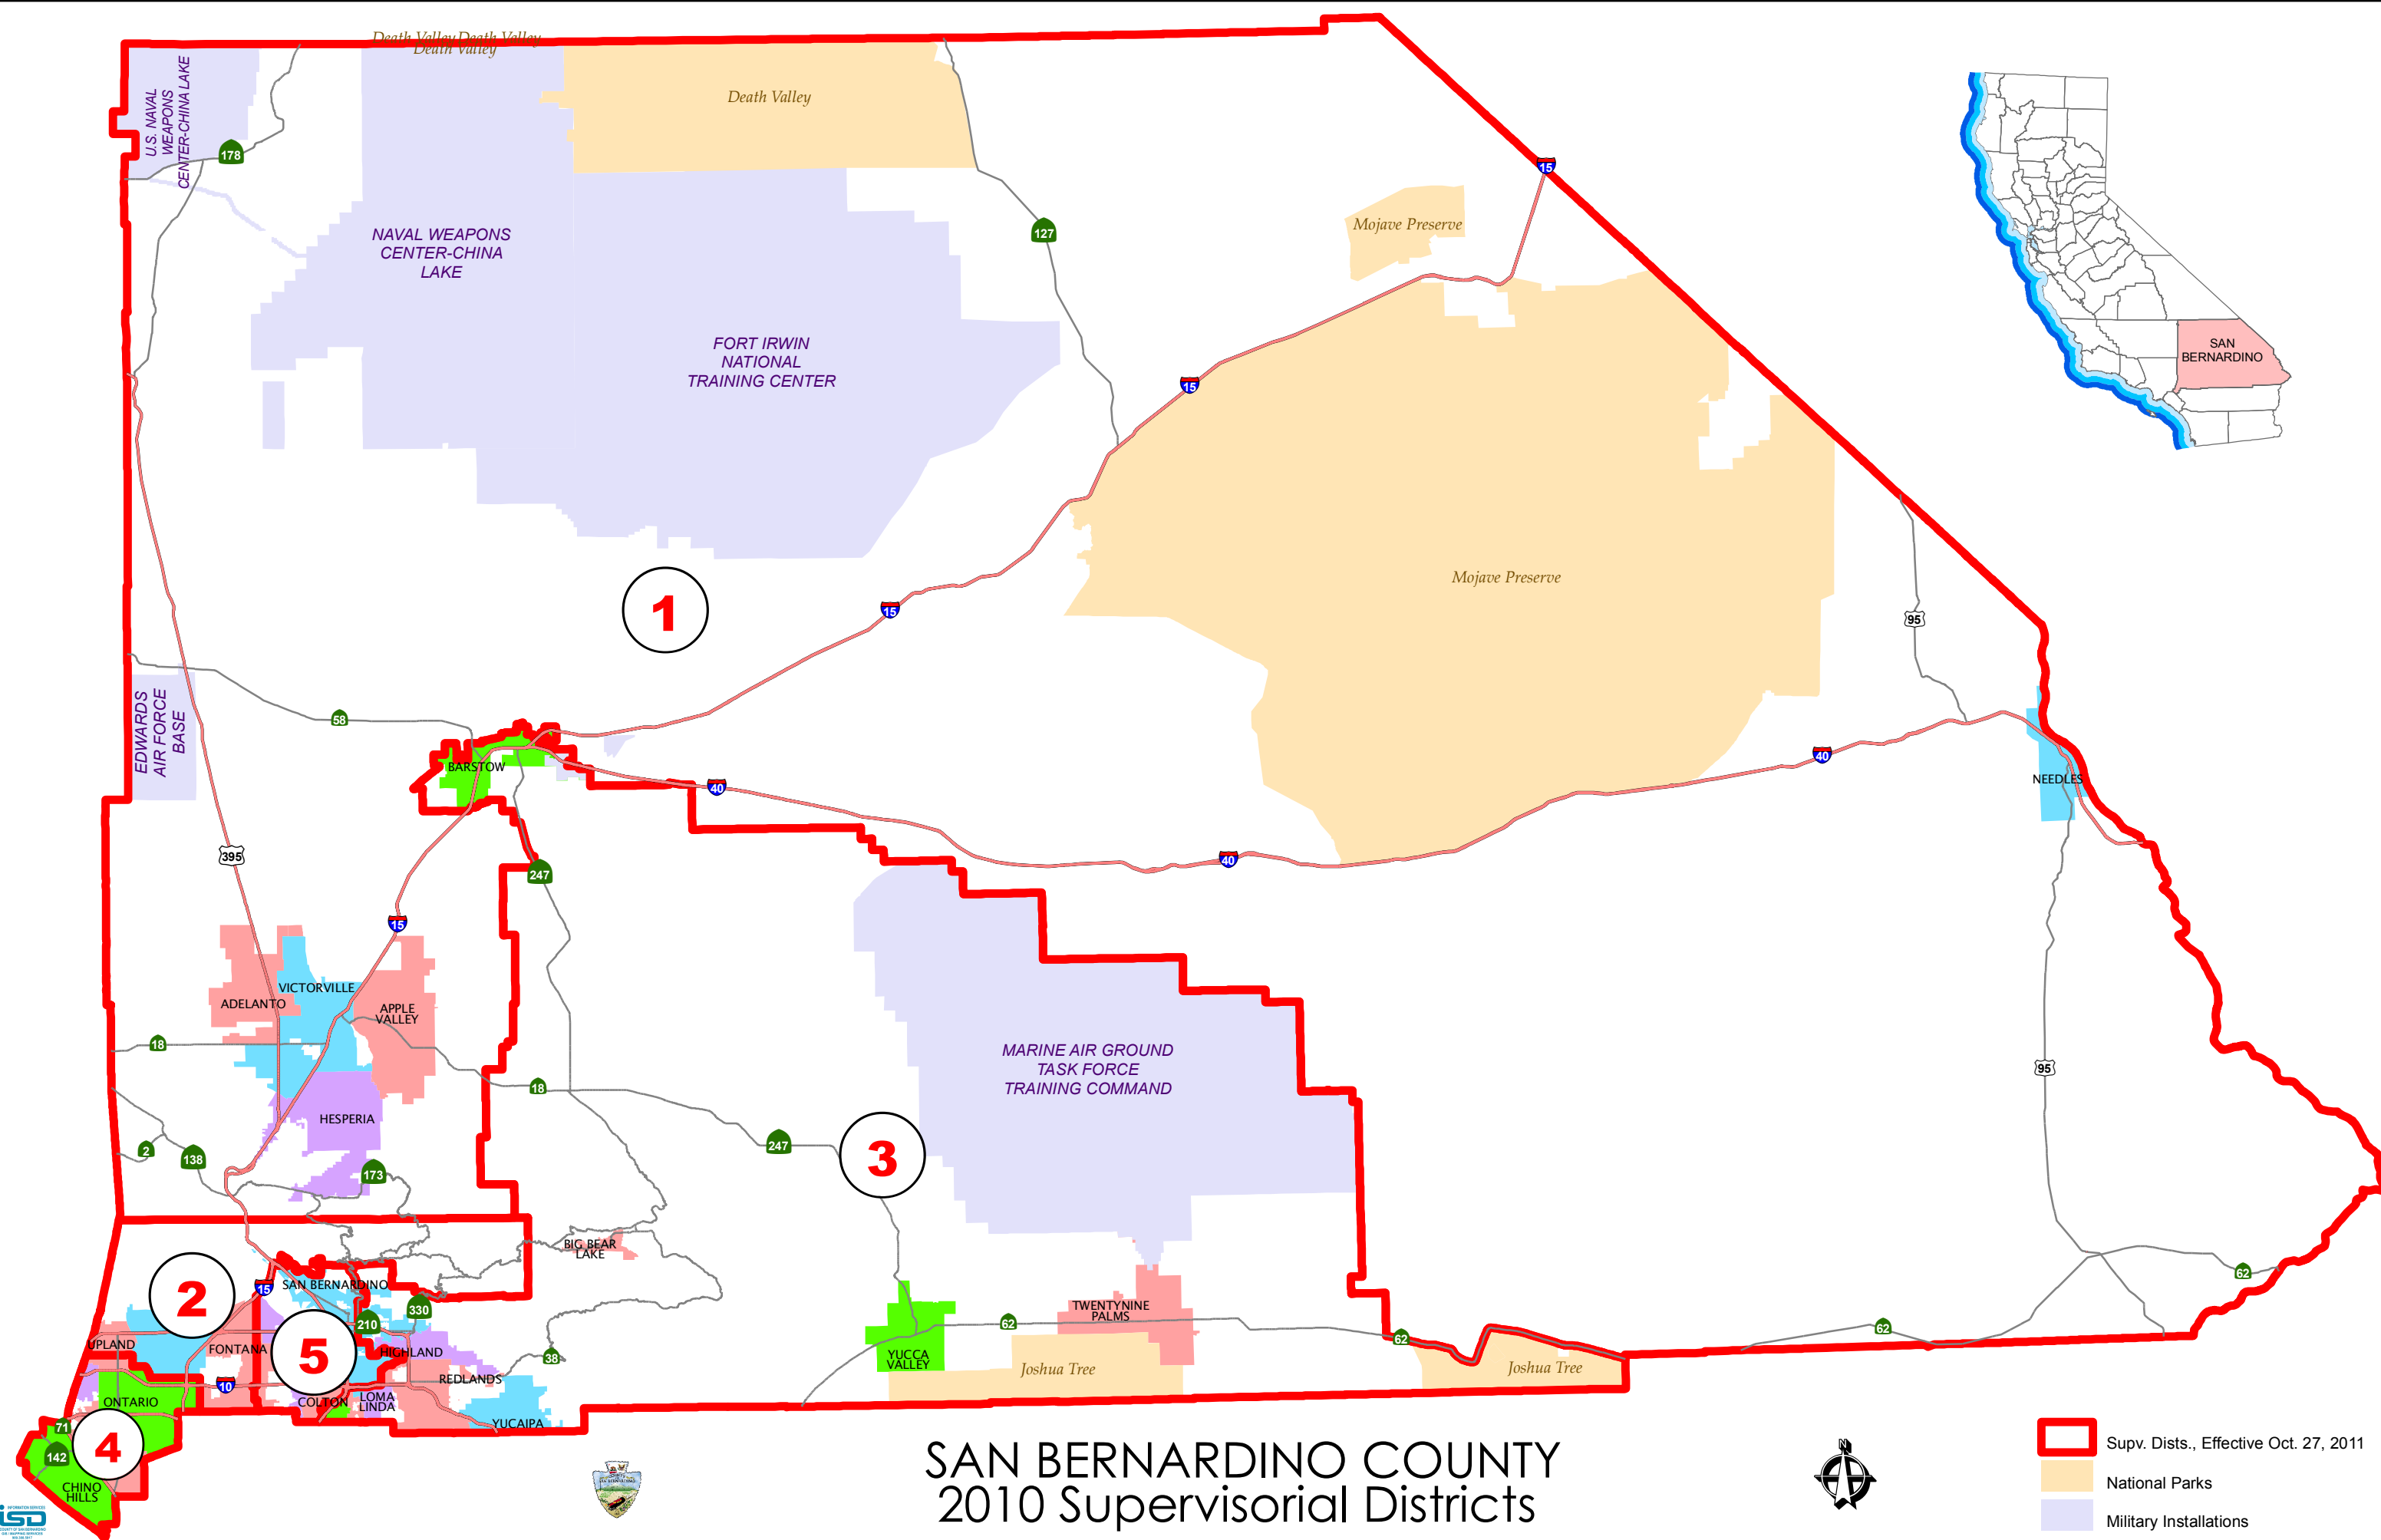 Death Valley Death Valley
Death Valley
U.S. NAVAL
WEAPONS
CENTER-CHINA LAKE
178
Death Valley
127
15
Mojave Preserve
NAVAL WEAPONS
CENTER-CHINA
LAKE
FORT IRWIN
NATIONAL
TRAINING CENTER
15
SAN
BERNARDINO
1
15
Mojave Preserve
95
EDWARDS
AIR FORCE
BASE
58
BARSTOW
40
40
NEEDLES
395
247
40
15
VICTORVILLE
ADELANTO
APPLE
VALLEY
18
MARINE AIR GROUND
TASK FORCE
TRAINING COMMAND
95
18
HESPERIA
2
138
173
247
3
BIG BEAR
LAKE
2
15
SAN BERNARDINO
330
210
62
UPLAND
FONTANA
5
HIGHLAND
38
REDLANDS
10
ONTARIO
COLTON
LOMA
LINDA
YUCAIPA
YUCCA
VALLEY
62
TWENTYNINE
PALMS
Joshua Tree
62
Joshua Tree
62
71
4
142
CHINO
HILLS
INFORMATION SERVICES
ISD
SAN BERNARDINO COUNTY
2010 Supervisorial Districts
N
Supv. Dists., Effective Oct. 27, 2011
National Parks
Military Installations